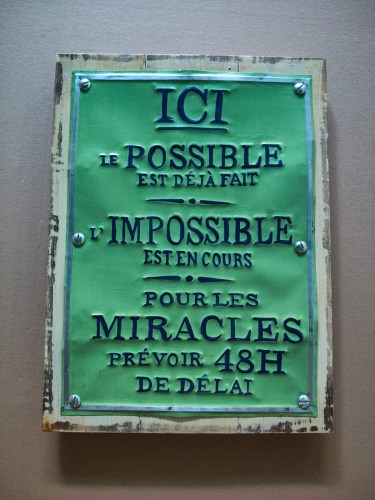 ICI
LE POSSIBLE
EST DÉJÀ FAIT
L'IMPOSSIBLE
EST EN COURS
POUR LES
MIRACLES
PRÉVOIR 48H
DE DÉLAI